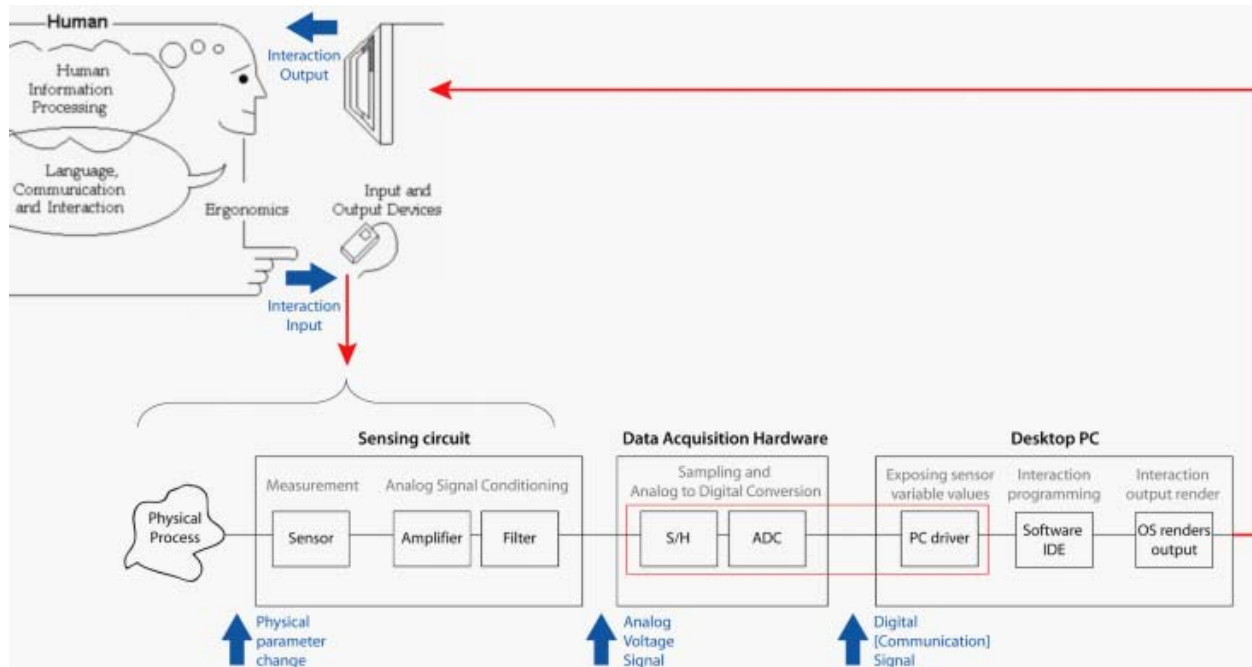 Human
Interaction
Output
Human
Information
Processing
Language,
Communication
and Interaction
Ergonomics
Input and
Output Devices
Interaction
Input
Sensing circuit
Data Acquisition Hardware
Desktop PC
Measurement
Analog Signal Conditioning
Sampling and
Analog to Digital Conversion
Exposing sensor
variable values
Interaction
programming
Interaction
output render
Physical
Process
Sensor
Amplifier
Filter
S/H
ADC
PC driver
Software
IDE
OS renders
output
Physical
parameter
change
Analog
Voltage
Signal
Digital
[Communication]
Signal